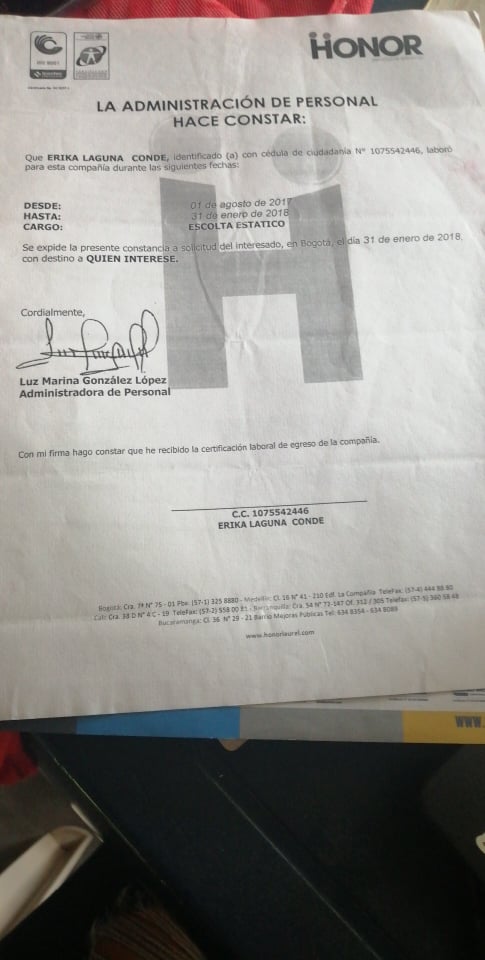 ISO 9001
HONOR
LA ADMINISTRACIÓN DE PERSONAL
HACE CONSTAR:
Que ERIKA LAGUNA CONDE, identificado (a) con cédula de ciudadanía N° 1075542446, laboró
para esta compañía durante las siguientes fechas:
DESDE: 01 de agosto de 2017
HASTA: 31 de enero de 2018
CARGO: ESCOLTA ESTATICO
Se expide la presente constancia a solicitud del interesado, en Bogotá, el día 31 de enero de 2018,
con destino a QUIEN INTERESE.
Cordialmente,
Luz Marina González López
Administradora de Personal
Con mi firma hago constar que he recibido la certificación laboral de egreso de la compañía.
C.C. 1075542446
ERIKA LAGUNA CONDE
Bogotá: Cra. 7ª N° 75 - 01 Pbx: (57-1) 325 8880 - Medellín: Cl. 16 N° 41 - 210 Edf. La Compañía TeleFax: (57-4) 444 88 80
Cali: Cra. 38 D N° 4 C - 19 TeleFax: (57-2) 558 00 81 - Barranquilla: Cra. 54 N° 72-147 Of. 312 / 305 Telefax: (57-5) 360 58 48
Bucaramanga: Cl. 36 N° 29 - 21 Barrio Mejoras Públicas Tel: 634 8354 - 634 8089
www.honorlaurel.com
WWW.